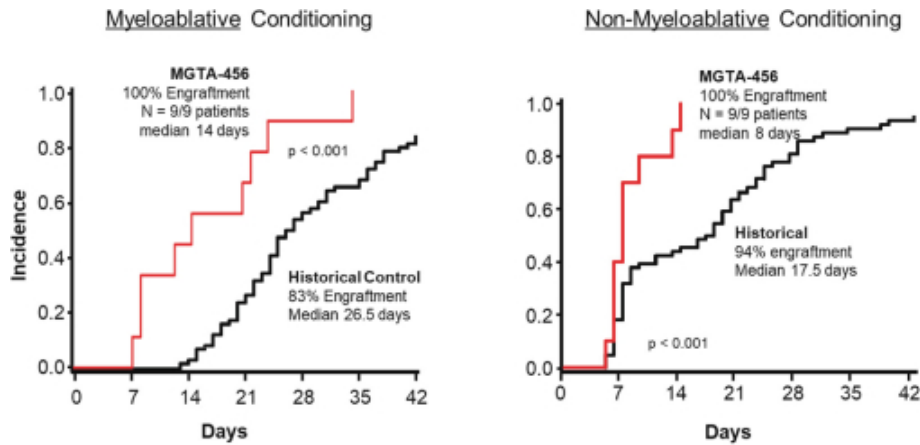 Myeloablative Conditioning
MGTA-456
100% Engraftment
N = 9/9 patients
median 14 days
p < 0.001
Historical Control
83% Engraftment
Median 26.5 days
Incidence
1.0
0.8
0.6
0.4
0.2
0.0
0 7 14 21 28 35 42
Days
Non-Myeloablative Conditioning
MGTA-456
100% Engraftment
N = 9/9 patients
median 8 days
Historical
94% engraftment
Median 17.5 days
p < 0.001
1.0
0.8
0.6
0.4
0.2
0.0
0 7 14 21 28 35 42
Days